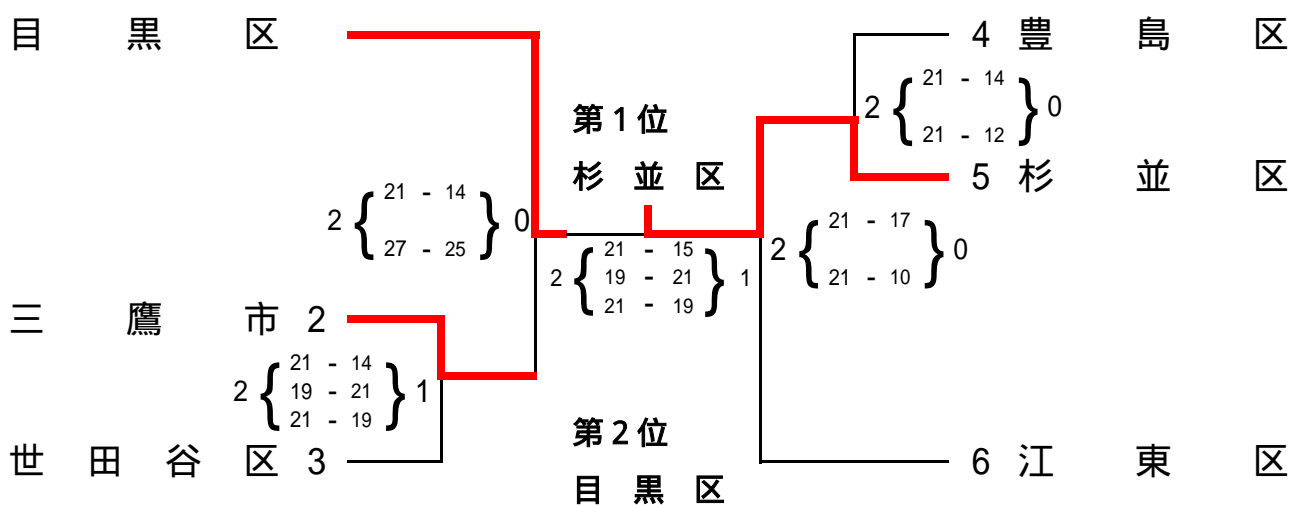 目黒区
4 豊島区
2 { 21 - 14 } 0
21 - 12
第1位
杉並区
5 杉並区
2 { 21 - 14 } 0
27 - 25
2 { 21 - 17 } 0
21 - 10
2 { 21 - 15 } 1
19 - 21
21 - 19
三鷹市 2
2 { 21 - 14 } 1
19 - 21
21 - 19
第2位
目黒区
世田谷区 3
6 江東区